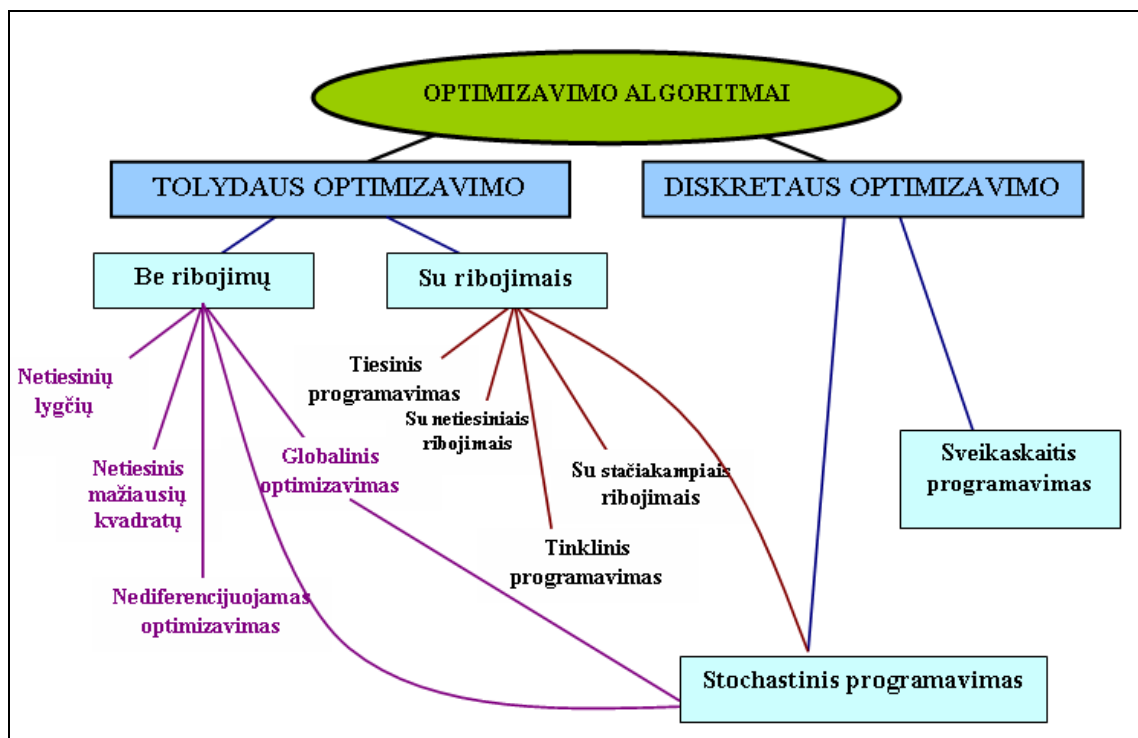 OPTIMIZAVIMO ALGORITMAI
TOLYDAUS OPTIMIZAVIMO
DISKRETAUS OPTIMIZAVIMO
Be ribojimų
Su ribojimais
Netiesinių
lygčių
Netiesinis
mažiausių
kvadratų
Nediferencijuojamas
optimizavimas
Globalinis
optimizavimas
Tiesinis
programavimas
Su netiesiniais
ribojimais
Tinklinis
programavimas
Su stačiakampiais
ribojimais
Sveikaskaitis
programavimas
Stochastinis programavimas